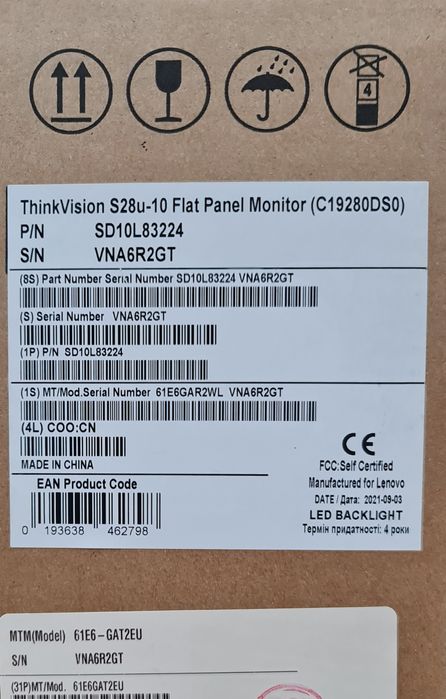 4
ThinkVision S28u-10 Flat Panel Monitor (C19280DS0)
P/N SD10L83224
S/N VNA6R2GT
(8S) Part Number Serial Number SD10L83224 VNA6R2GT
(S) Serial Number VNA6R2GT
(1P) P/N SD10L83224
(1S) MT/Mod.Serial Number 61E6GAR2WL VNA6R2GT
(4L) COO:CN
MADE IN CHINA
EAN Product Code
0 193638 462798
CE
FCC:Self Certified
Manufactured for Lenovo
DATE / Дата: 2021-09-03
LED BACKLIGHT
Термін придатності: 4 роки
MTM(Model) 61E6-GAT2EU
S/N VNA6R2GT
(31P)MT/Mod. 61E6GAT2EU